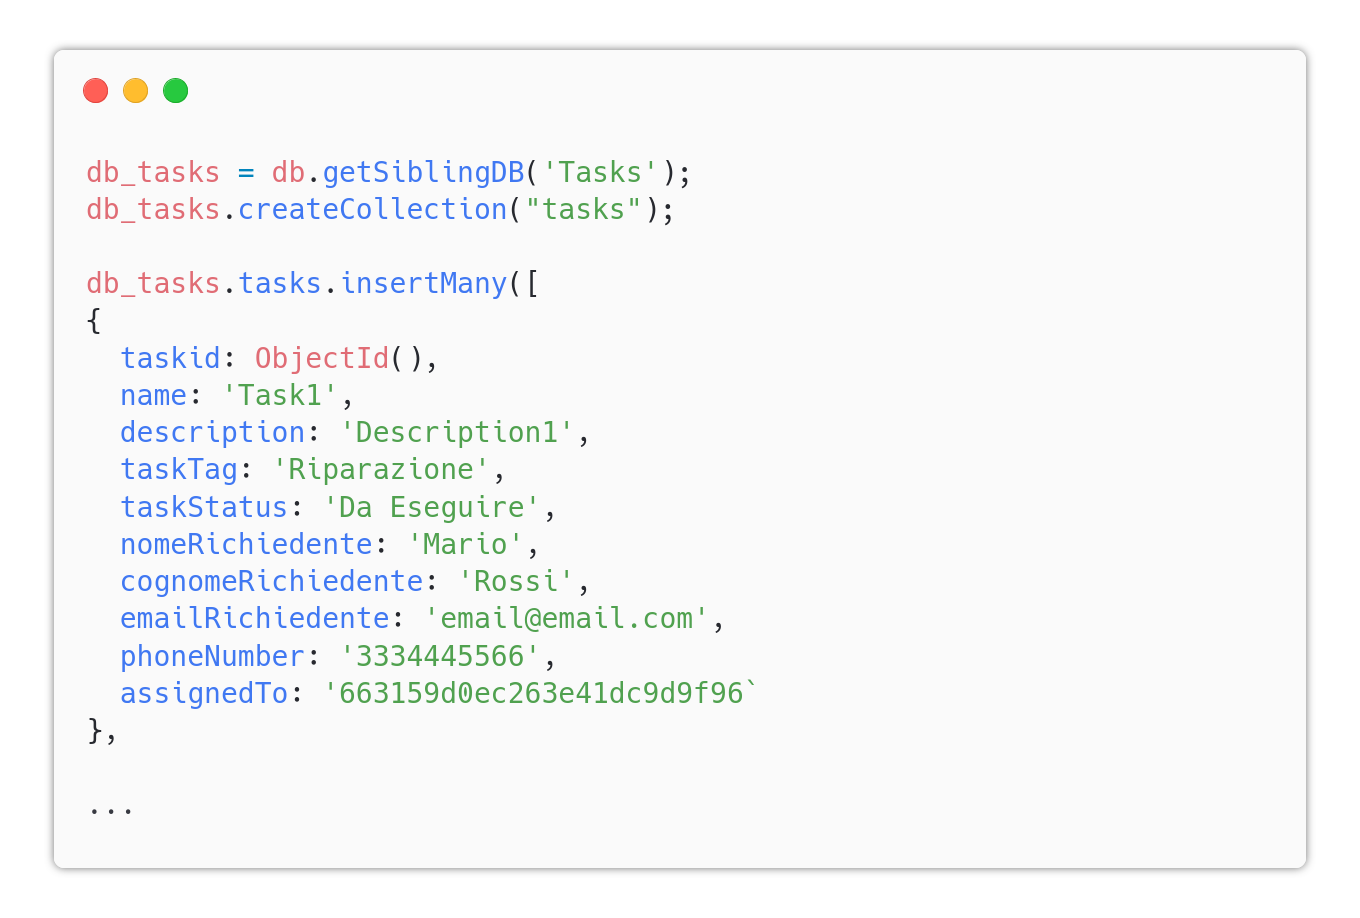 db_tasks = db.getSiblingDB('Tasks');
db_tasks.createCollection("tasks");

db_tasks.tasks.insertMany([
{
  taskid: ObjectId(),
  name: 'Task1',
  description: 'Description1',
  taskTag: 'Riparazione',
  taskStatus: 'Da Eseguire',
  nomeRichiedente: 'Mario',
  cognomeRichiedente: 'Rossi',
  emailRichiedente: 'email@email.com',
  phoneNumber: '3334445566',
  assignedTo: '663159d0ec263e41dc9d9f96`
},

...